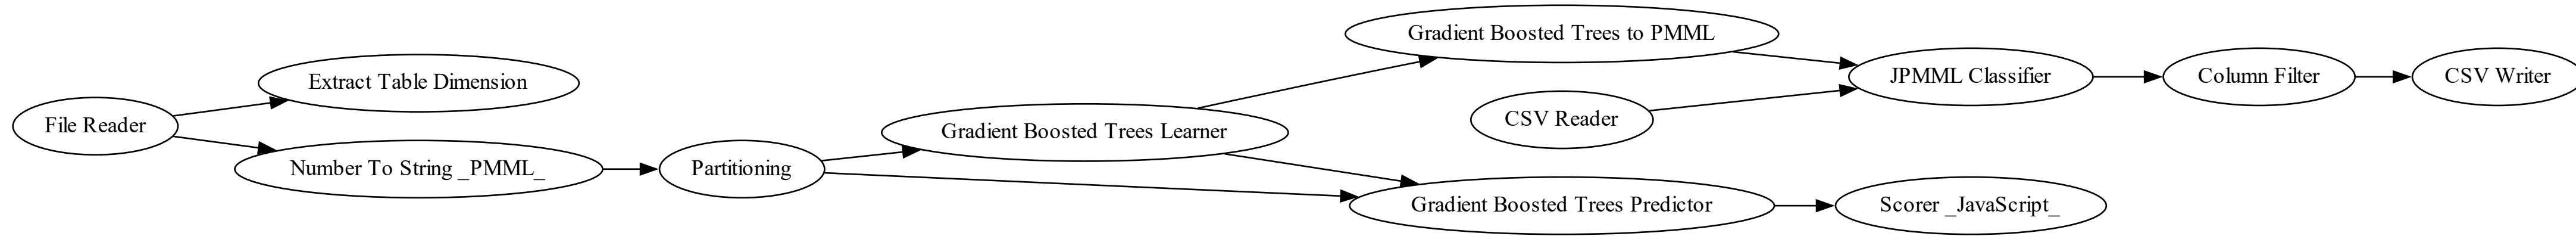 File Reader
Extract Table Dimension
Number To String _PMML_
Partitioning
Gradient Boosted Trees Learner
Gradient Boosted Trees to PMML
CSV Reader
Gradient Boosted Trees Predictor
JPMML Classifier
Scorer _JavaScript_
Column Filter
CSV Writer